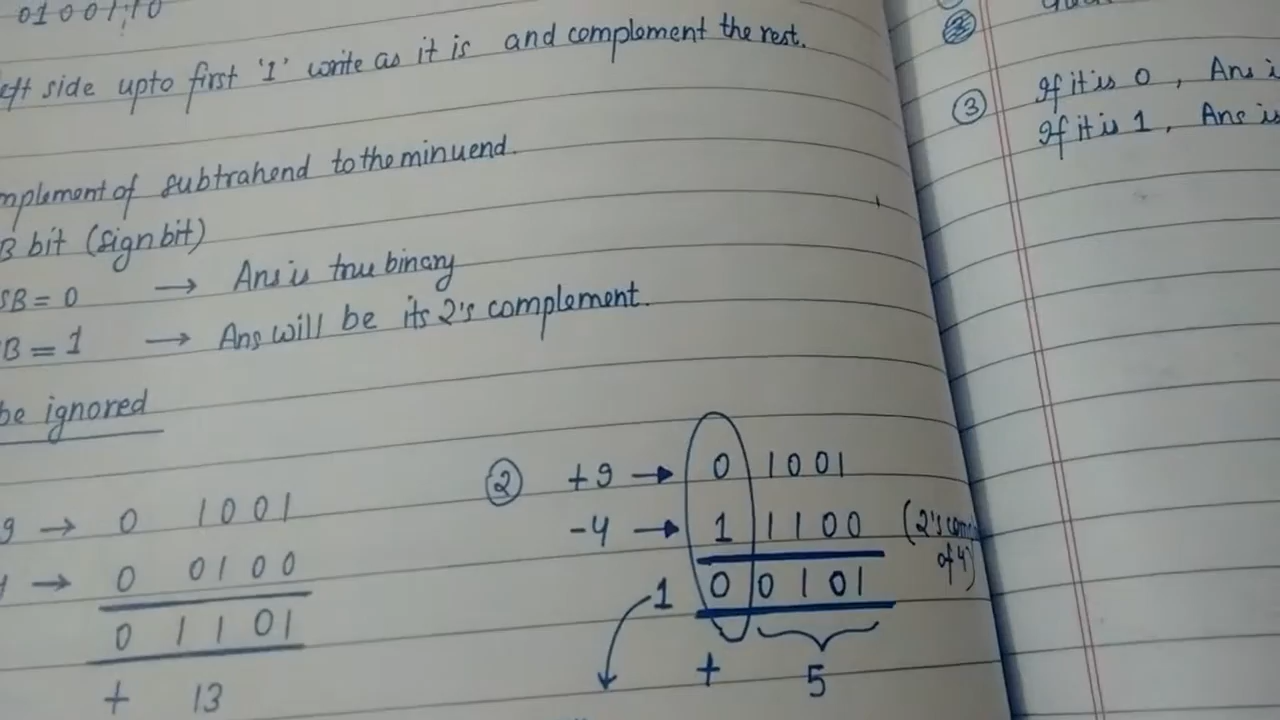 0100110
eft side upto first '1' write as it is and complement the rest.
mplement of subtrahend to the minuend.
B bit (sign bit)
SB = 0 → Ans is true binary
B = 1 → Ans will be its 2's complement.
be ignored
9 → 0 1001
→ 0 0100
0 1101
+ 13
② +9 → 0 1001
-4 → 1 1100 (2's com
of 4)
1 0 0101
+ 5
③ If it is 0, Ans i
If it is 1, Ans is